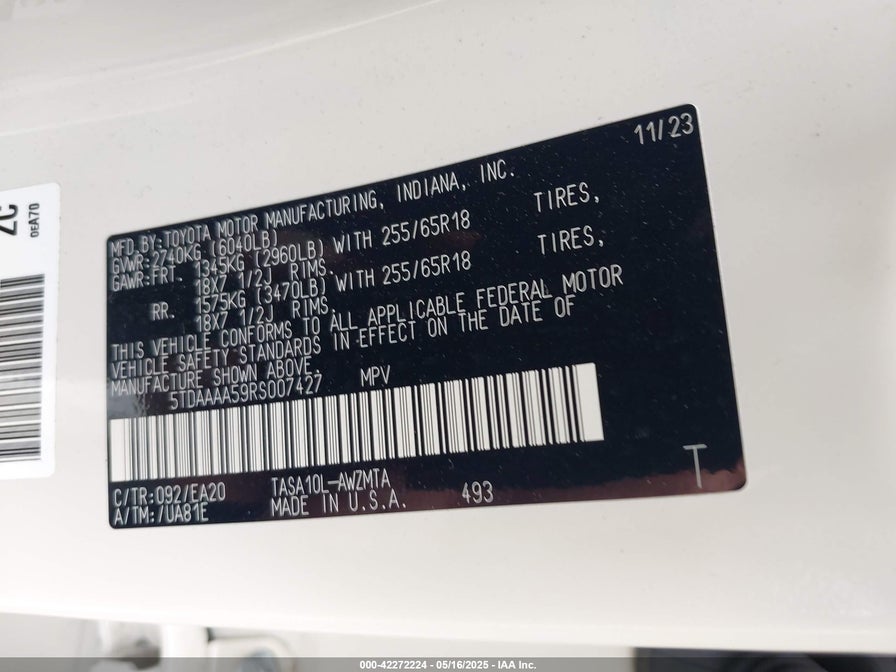 11/23
MFD.BY:TOYOTA MOTOR MANUFACTURING, INDIANA, INC.
GVWR:2740KG (6040LB)
GAWR:FRT. 1345KG (2960LB) WITH 255/65R18 TIRES,
18X7 1/2J RIMS.
RR. 1575KG (3470LB) WITH 255/65R18 TIRES,
18X7 1/2J RIMS.
THIS VEHICLE CONFORMS TO ALL APPLICABLE FEDERAL MOTOR
VEHICLE SAFETY STANDARDS IN EFFECT ON THE DATE OF
MANUFACTURE SHOWN ABOVE.
5TDAAAA59RS007427 MPV
C/TR:092/EA20 TASA10L-AWZMTA
A/TM:/UA81E MADE IN U.S.A. 493
T
2C
0EA70
000-42272224 - 05/16/2025 - IAA Inc.